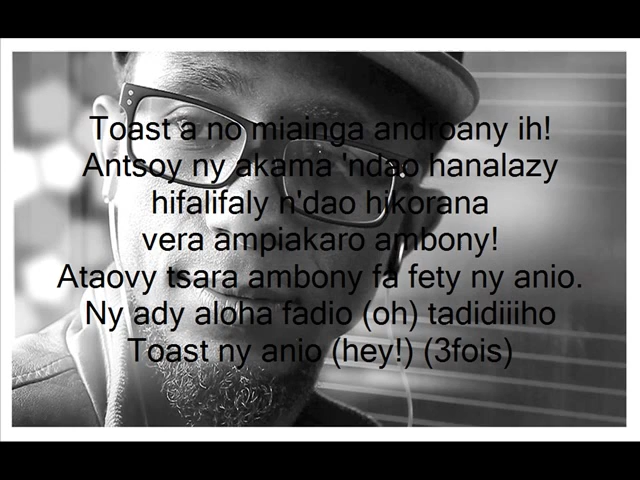 Toast a no miainga androany ih!
Antsoy ny akama 'ndao hanalazy
hifalifaly n'dao hikorana
vera ampiakaro ambony!
Ataovy tsara ambony fa fety ny anio.
Ny ady aloha fadio (oh) tadidiiiho
Toast ny anio (hey!) (3fois)